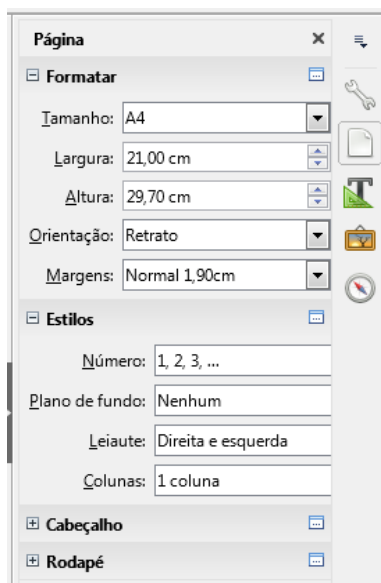 Página
Formatar
Tamanho: A4
Largura: 21,00 cm
Altura: 29,70 cm
Orientação: Retrato
Margens: Normal 1,90cm
Estilos
Número: 1, 2, 3, ...
Plano de fundo: Nenhum
Leiaute: Direita e esquerda
Colunas: 1 coluna
Cabeçalho
Rodapé